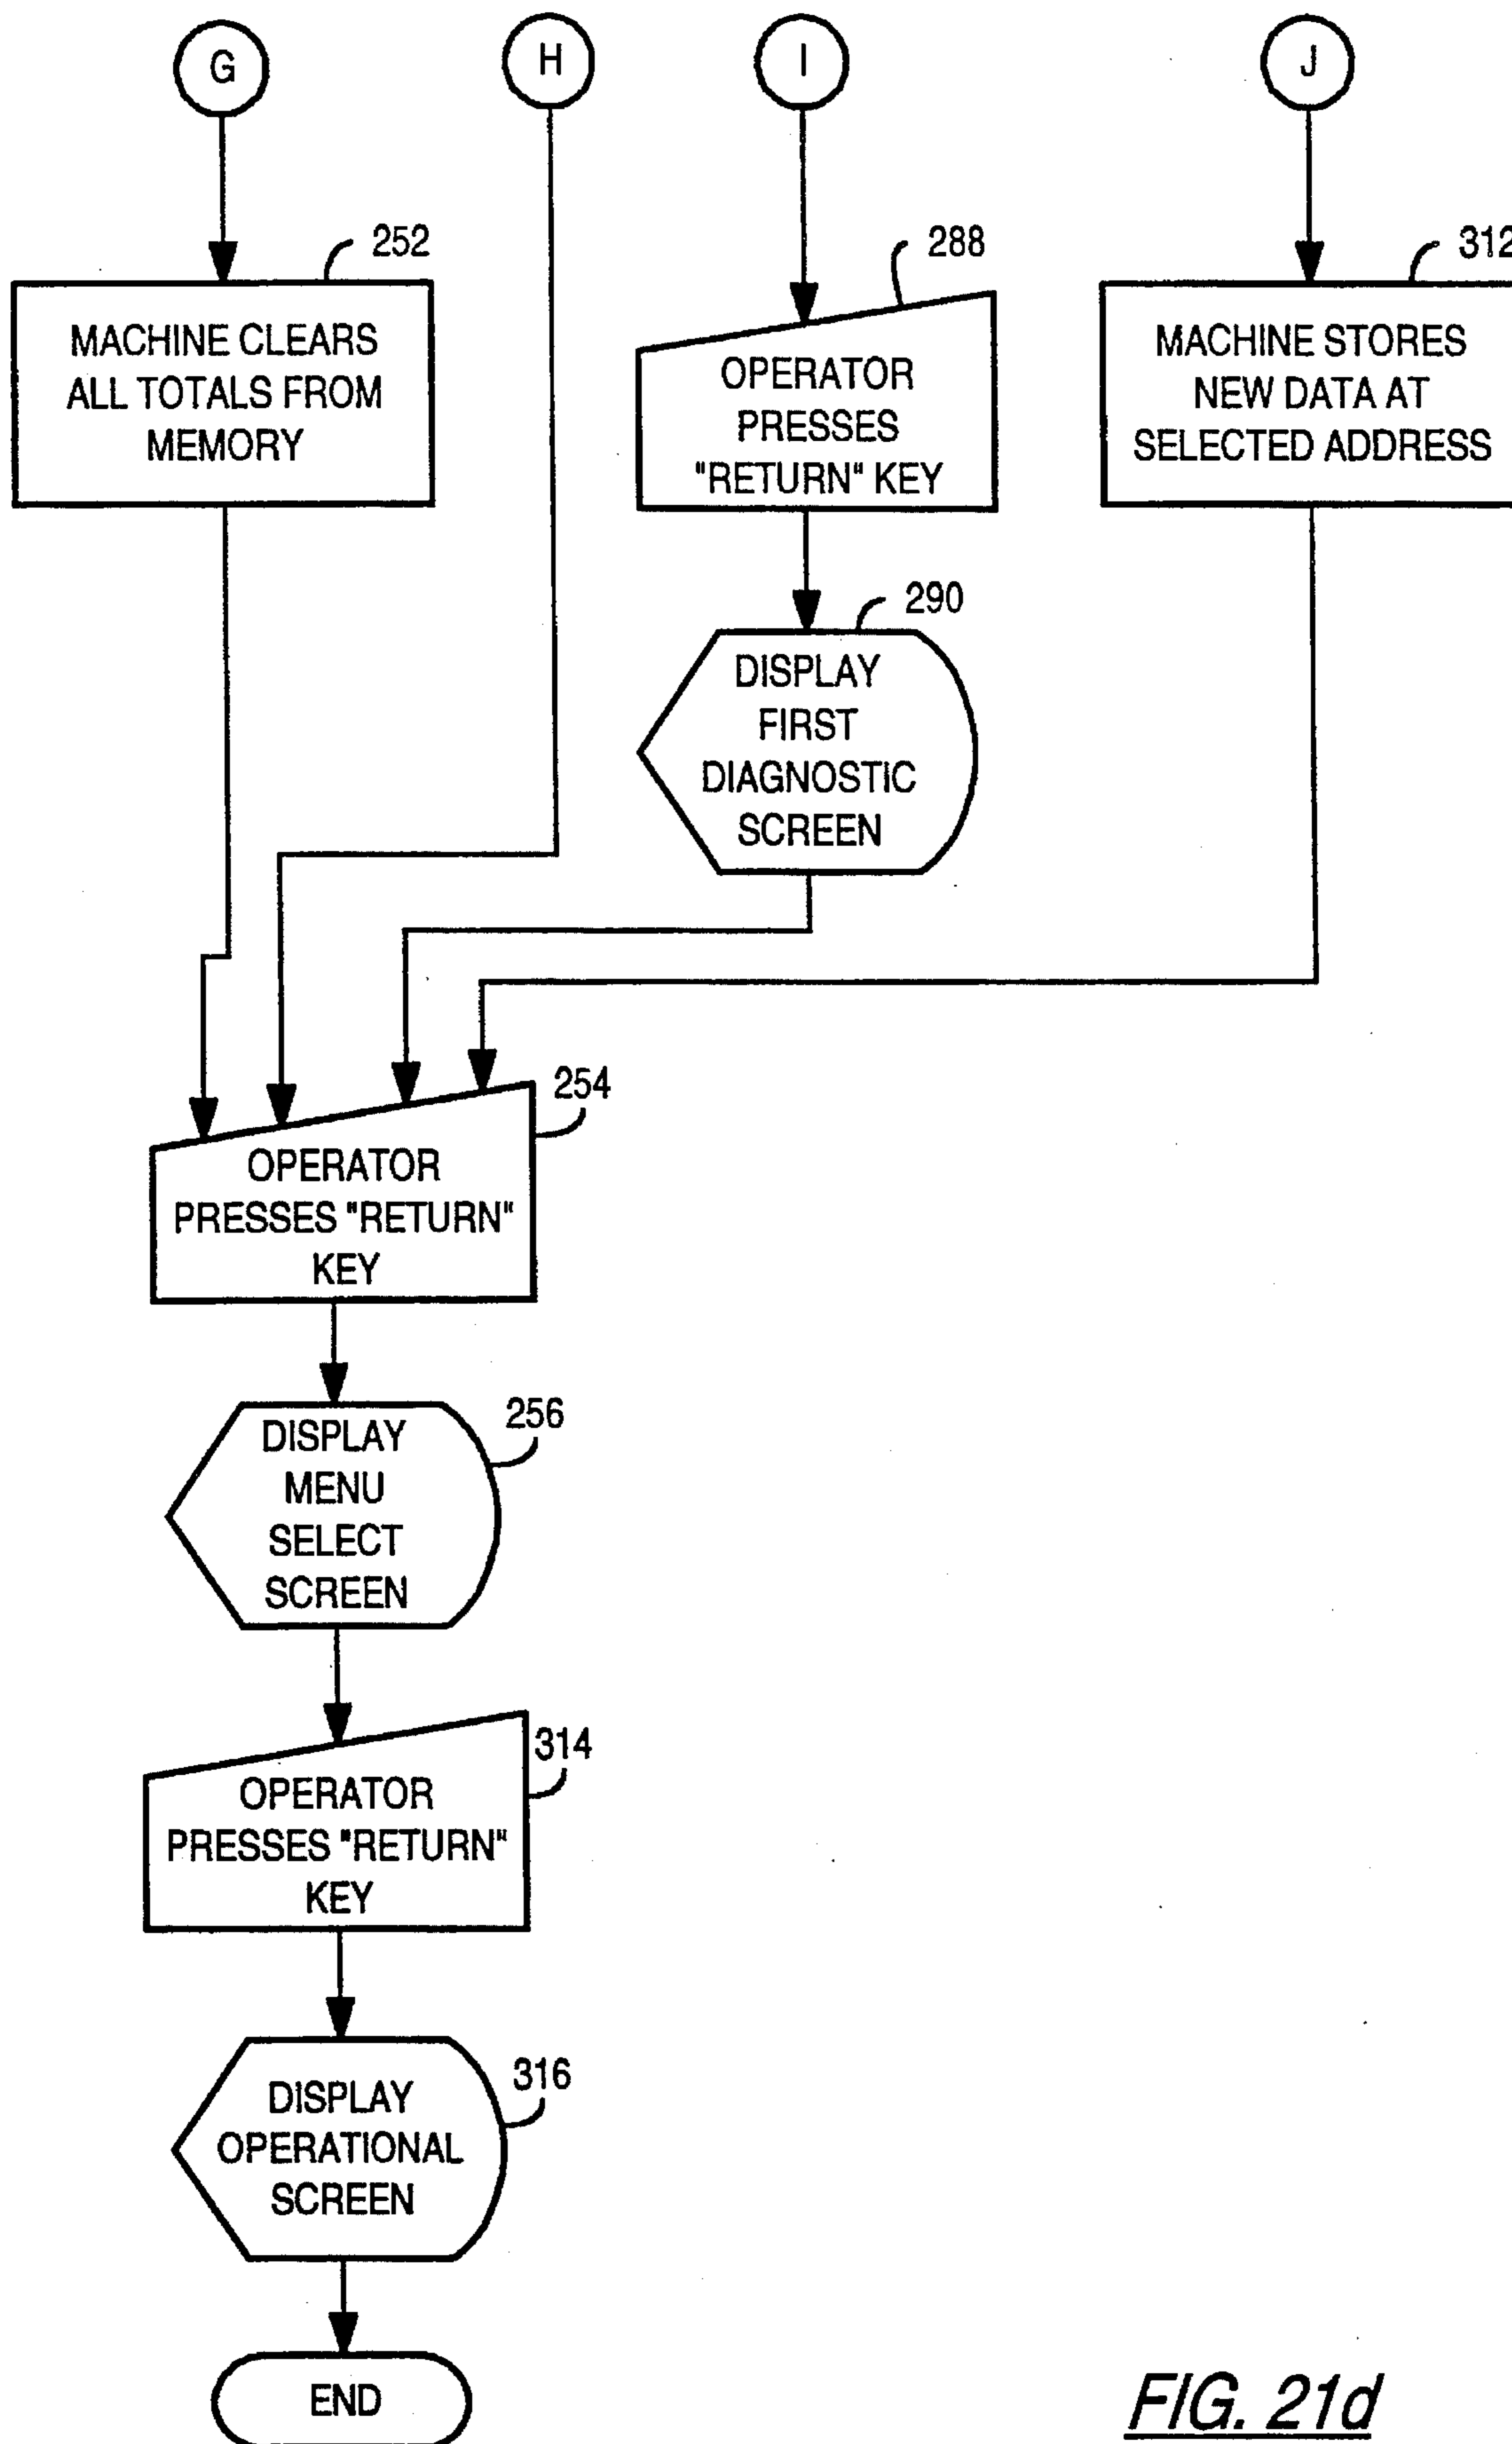 G
H
I
J
252
MACHINE CLEARS
ALL TOTALS FROM
MEMORY
288
OPERATOR
PRESSES
"RETURN" KEY
312
MACHINE STORES
NEW DATA AT
SELECTED ADDRESS
290
DISPLAY
FIRST
DIAGNOSTIC
SCREEN
254
OPERATOR
PRESSES "RETURN"
KEY
256
DISPLAY
MENU
SELECT
SCREEN
314
OPERATOR
PRESSES "RETURN"
KEY
316
DISPLAY
OPERATIONAL
SCREEN
END
FIG. 21d